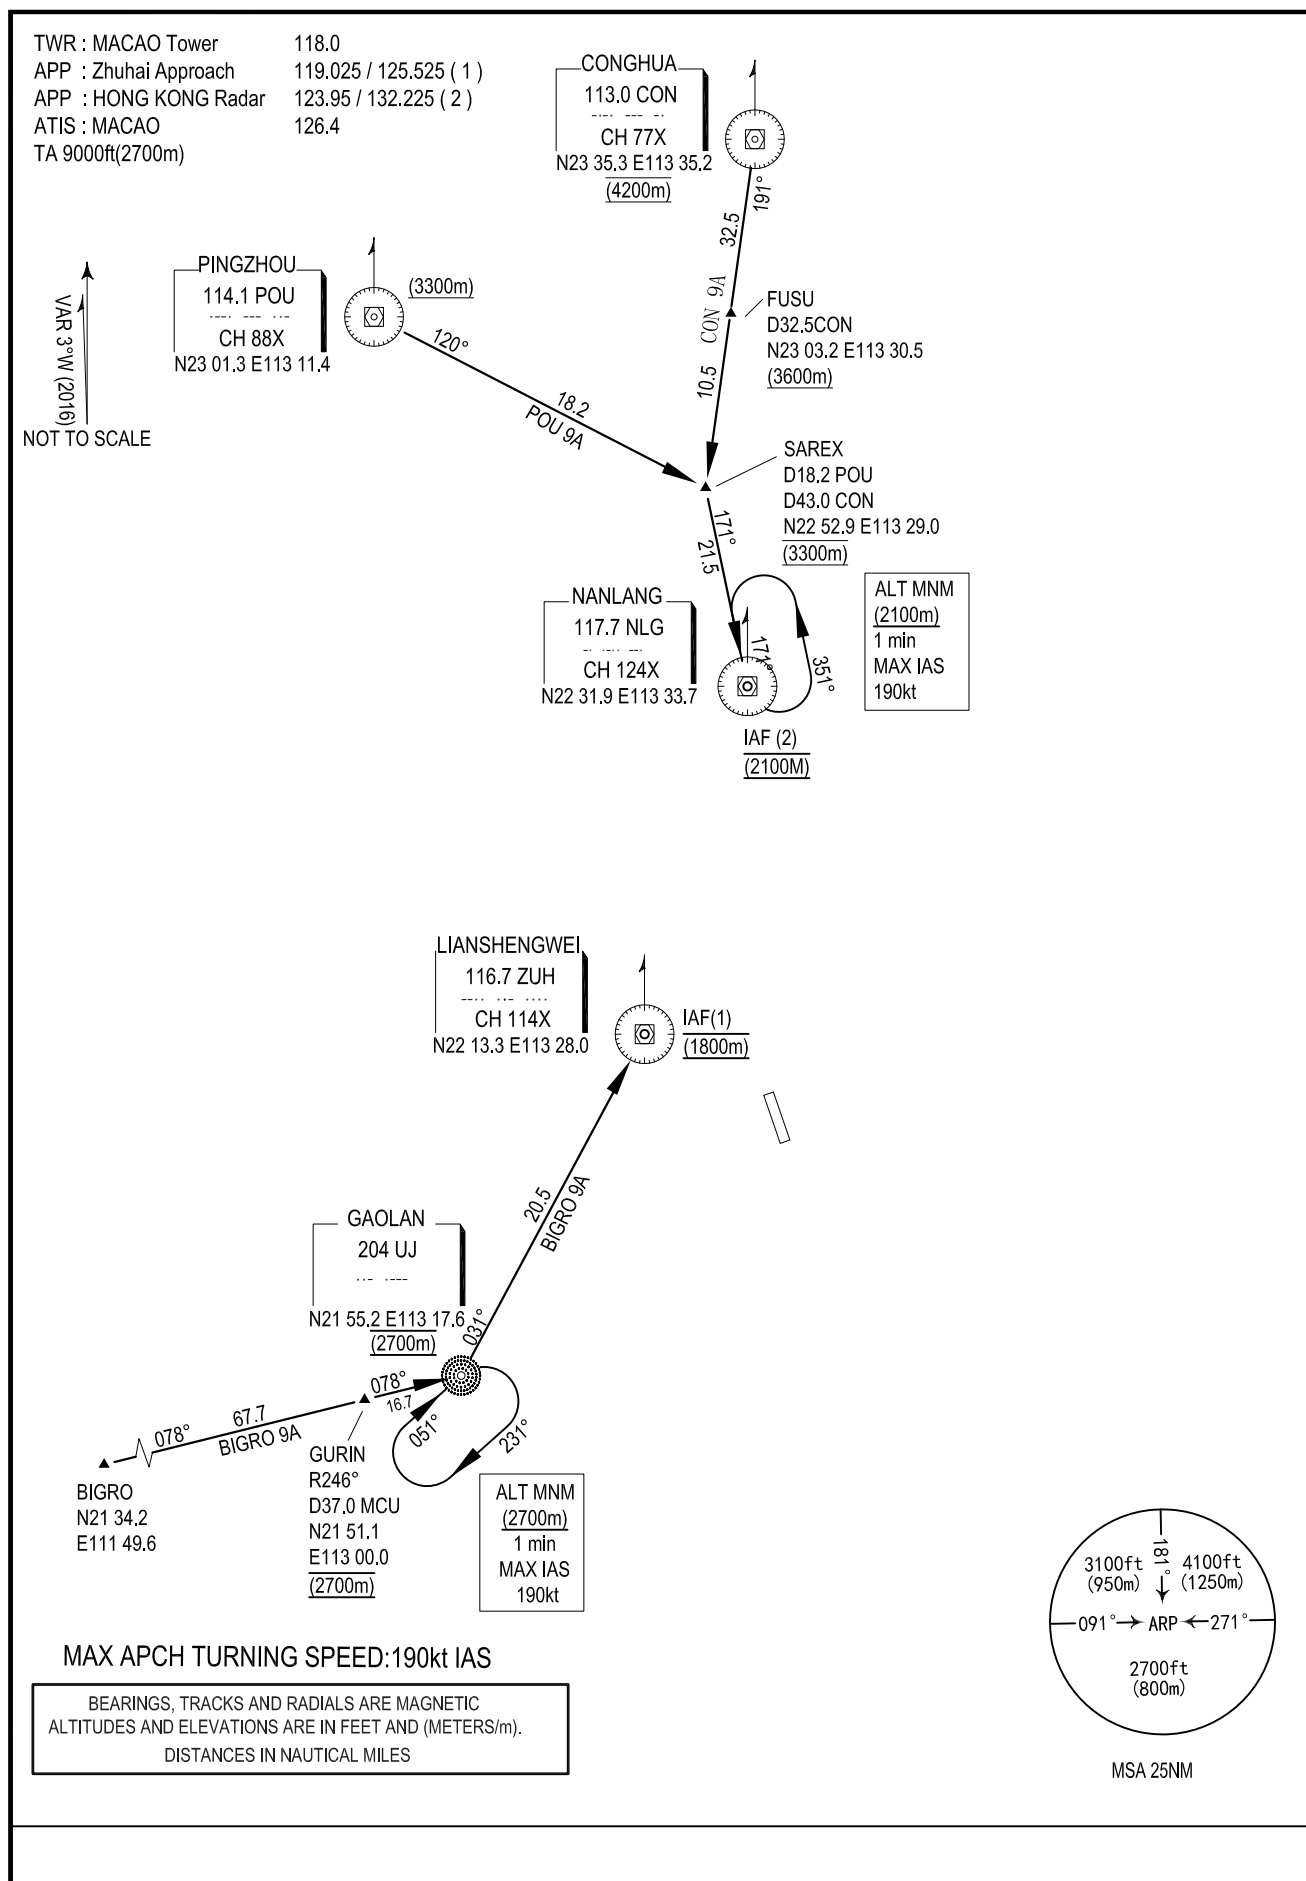 TWR : MACAO Tower 118.0
APP : Zhuhai Approach 119.025 / 125.525 ( 1 )
APP : HONG KONG Radar 123.95 / 132.225 ( 2 )
ATIS : MACAO 126.4
TA 9000ft(2700m)
CONGHUA
113.0 CON
CH 77X
N23 35.3 E113 35.2
(4200m)
191°
32.5
CON 9A
10.5
PINGZHOU
114.1 POU
CH 88X
N23 01.3 E113 11.4
(3300m)
120°
18.2
POU 9A
VAR 3°W (2016)
NOT TO SCALE
FUSU
D32.5CON
N23 03.2 E113 30.5
(3600m)
SAREX
D18.2 POU
D43.0 CON
N22 52.9 E113 29.0
(3300m)
171°
21.5
NANLANG
117.7 NLG
CH 124X
N22 31.9 E113 33.7
171°
351°
IAF (2)
(2100M)
ALT MNM
(2100m)
1 min
MAX IAS
190kt
LIANSHENGWEI
116.7 ZUH
CH 114X
N22 13.3 E113 28.0
IAF(1)
(1800m)
20.5
BIGRO 9A
031°
GAOLAN
204 UJ
N21 55.2 E113 17.6
(2700m)
078°
16.7
051°
231°
078°
67.7
BIGRO 9A
BIGRO
N21 34.2
E111 49.6
GURIN
R246°
D37.0 MCU
N21 51.1
E113 00.0
(2700m)
ALT MNM
(2700m)
1 min
MAX IAS
190kt
MAX APCH TURNING SPEED:190kt IAS
BEARINGS, TRACKS AND RADIALS ARE MAGNETIC
ALTITUDES AND ELEVATIONS ARE IN FEET AND (METERS/m).
DISTANCES IN NAUTICAL MILES
181°
3100ft
(950m)
4100ft
(1250m)
091° ARP 271°
2700ft
(800m)
MSA 25NM